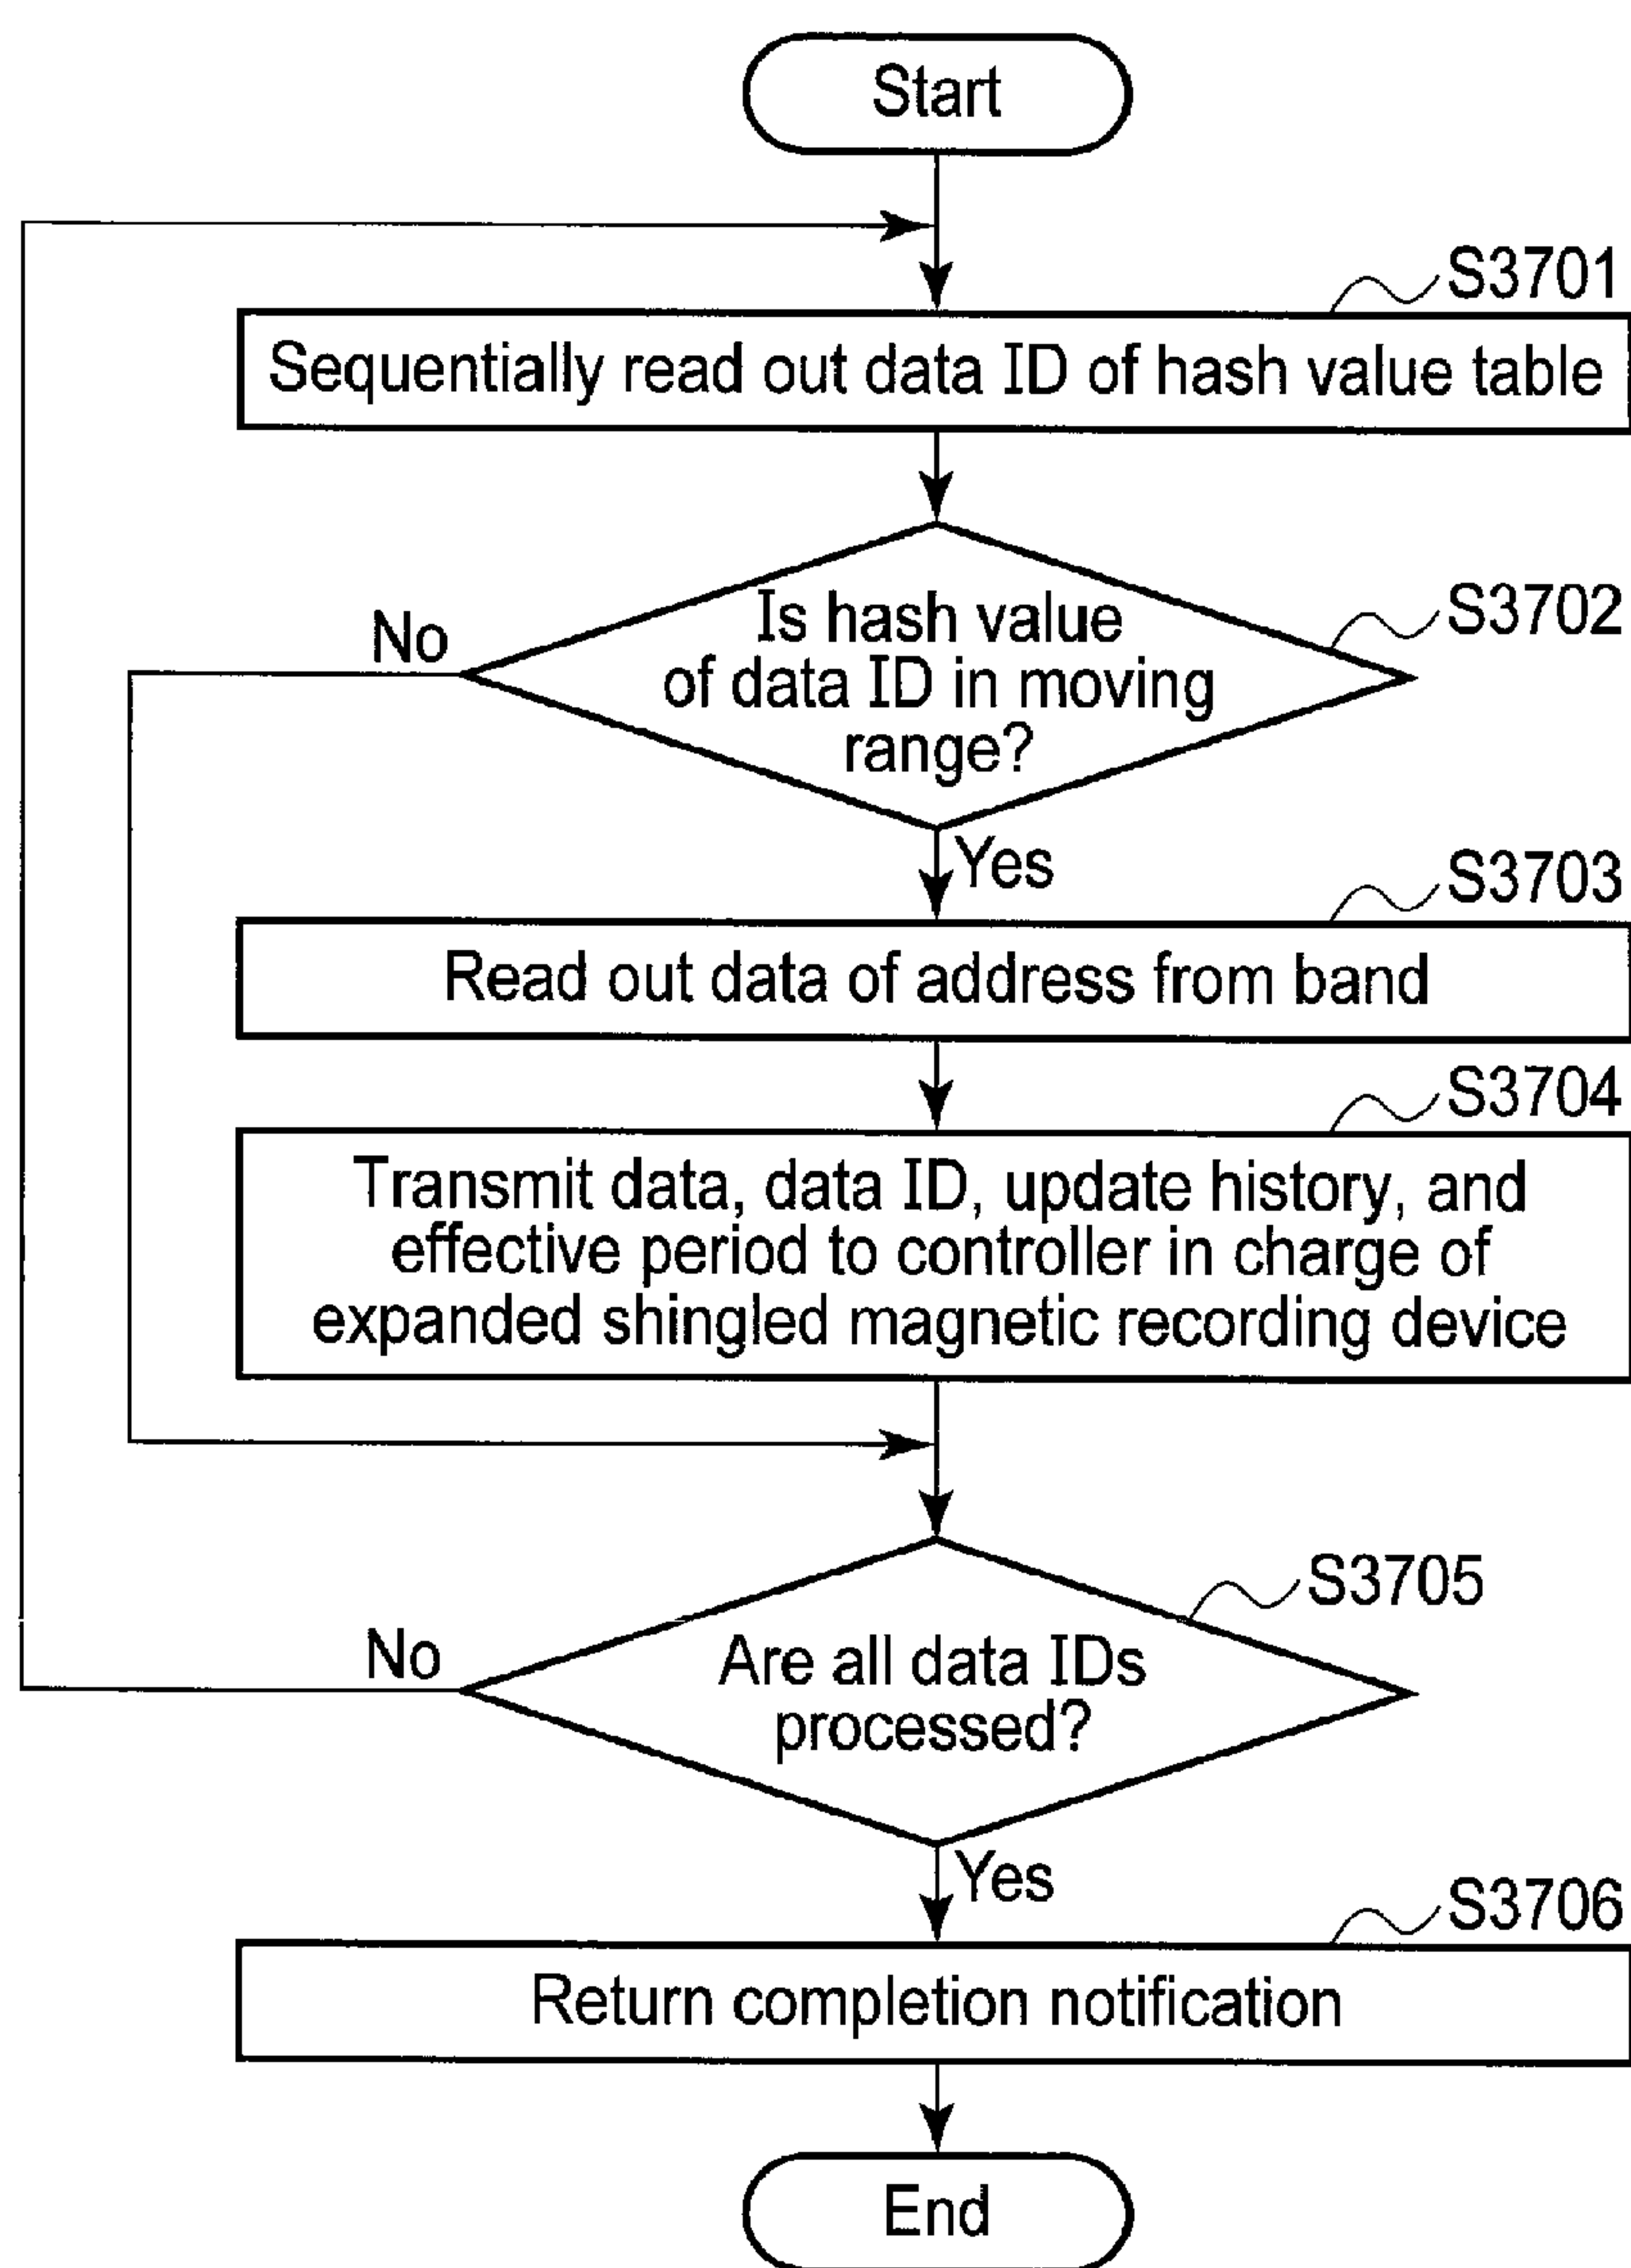 Start
S3701
Sequentially read out data ID of hash value table
S3702
No
Is hash value
of data ID in moving
range?
Yes
S3703
Read out data of address from band
S3704
Transmit data, data ID, update history, and
effective period to controller in charge of
expanded shingled magnetic recording device
S3705
No
Are all data IDs
processed?
Yes
S3706
Return completion notification
End